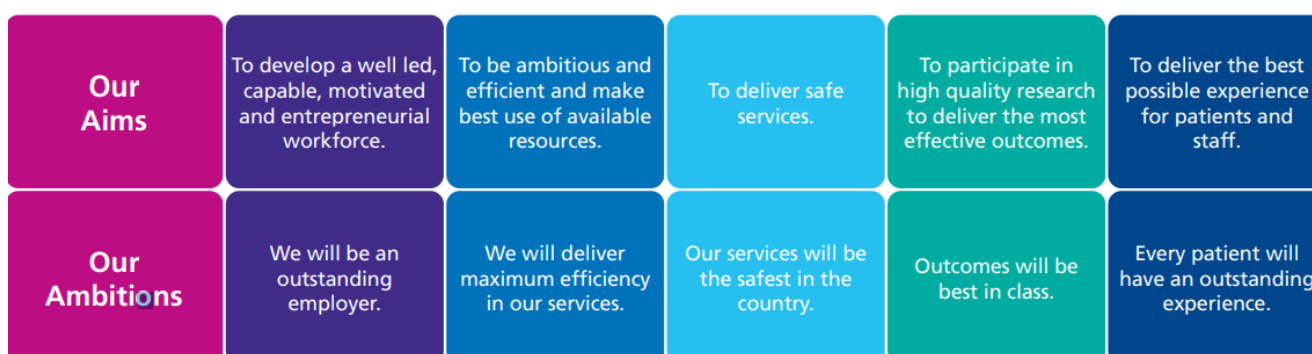 Our
Aims
To develop a well led,
capable, motivated
and entrepreneurial
workforce.
To be ambitious and
efficient and make
best use of available
resources.
To deliver safe
services.
To participate in
high quality research
to deliver the most
effective outcomes.
To deliver the best
possible experience
for patients and
staff.
Our
Ambitions
We will be an
outstanding
employer.
We will deliver
maximum efficiency
in our services.
Our services will be
the safest in the
country.
Outcomes will be
best in class.
Every patient will
have an outstanding
experience.